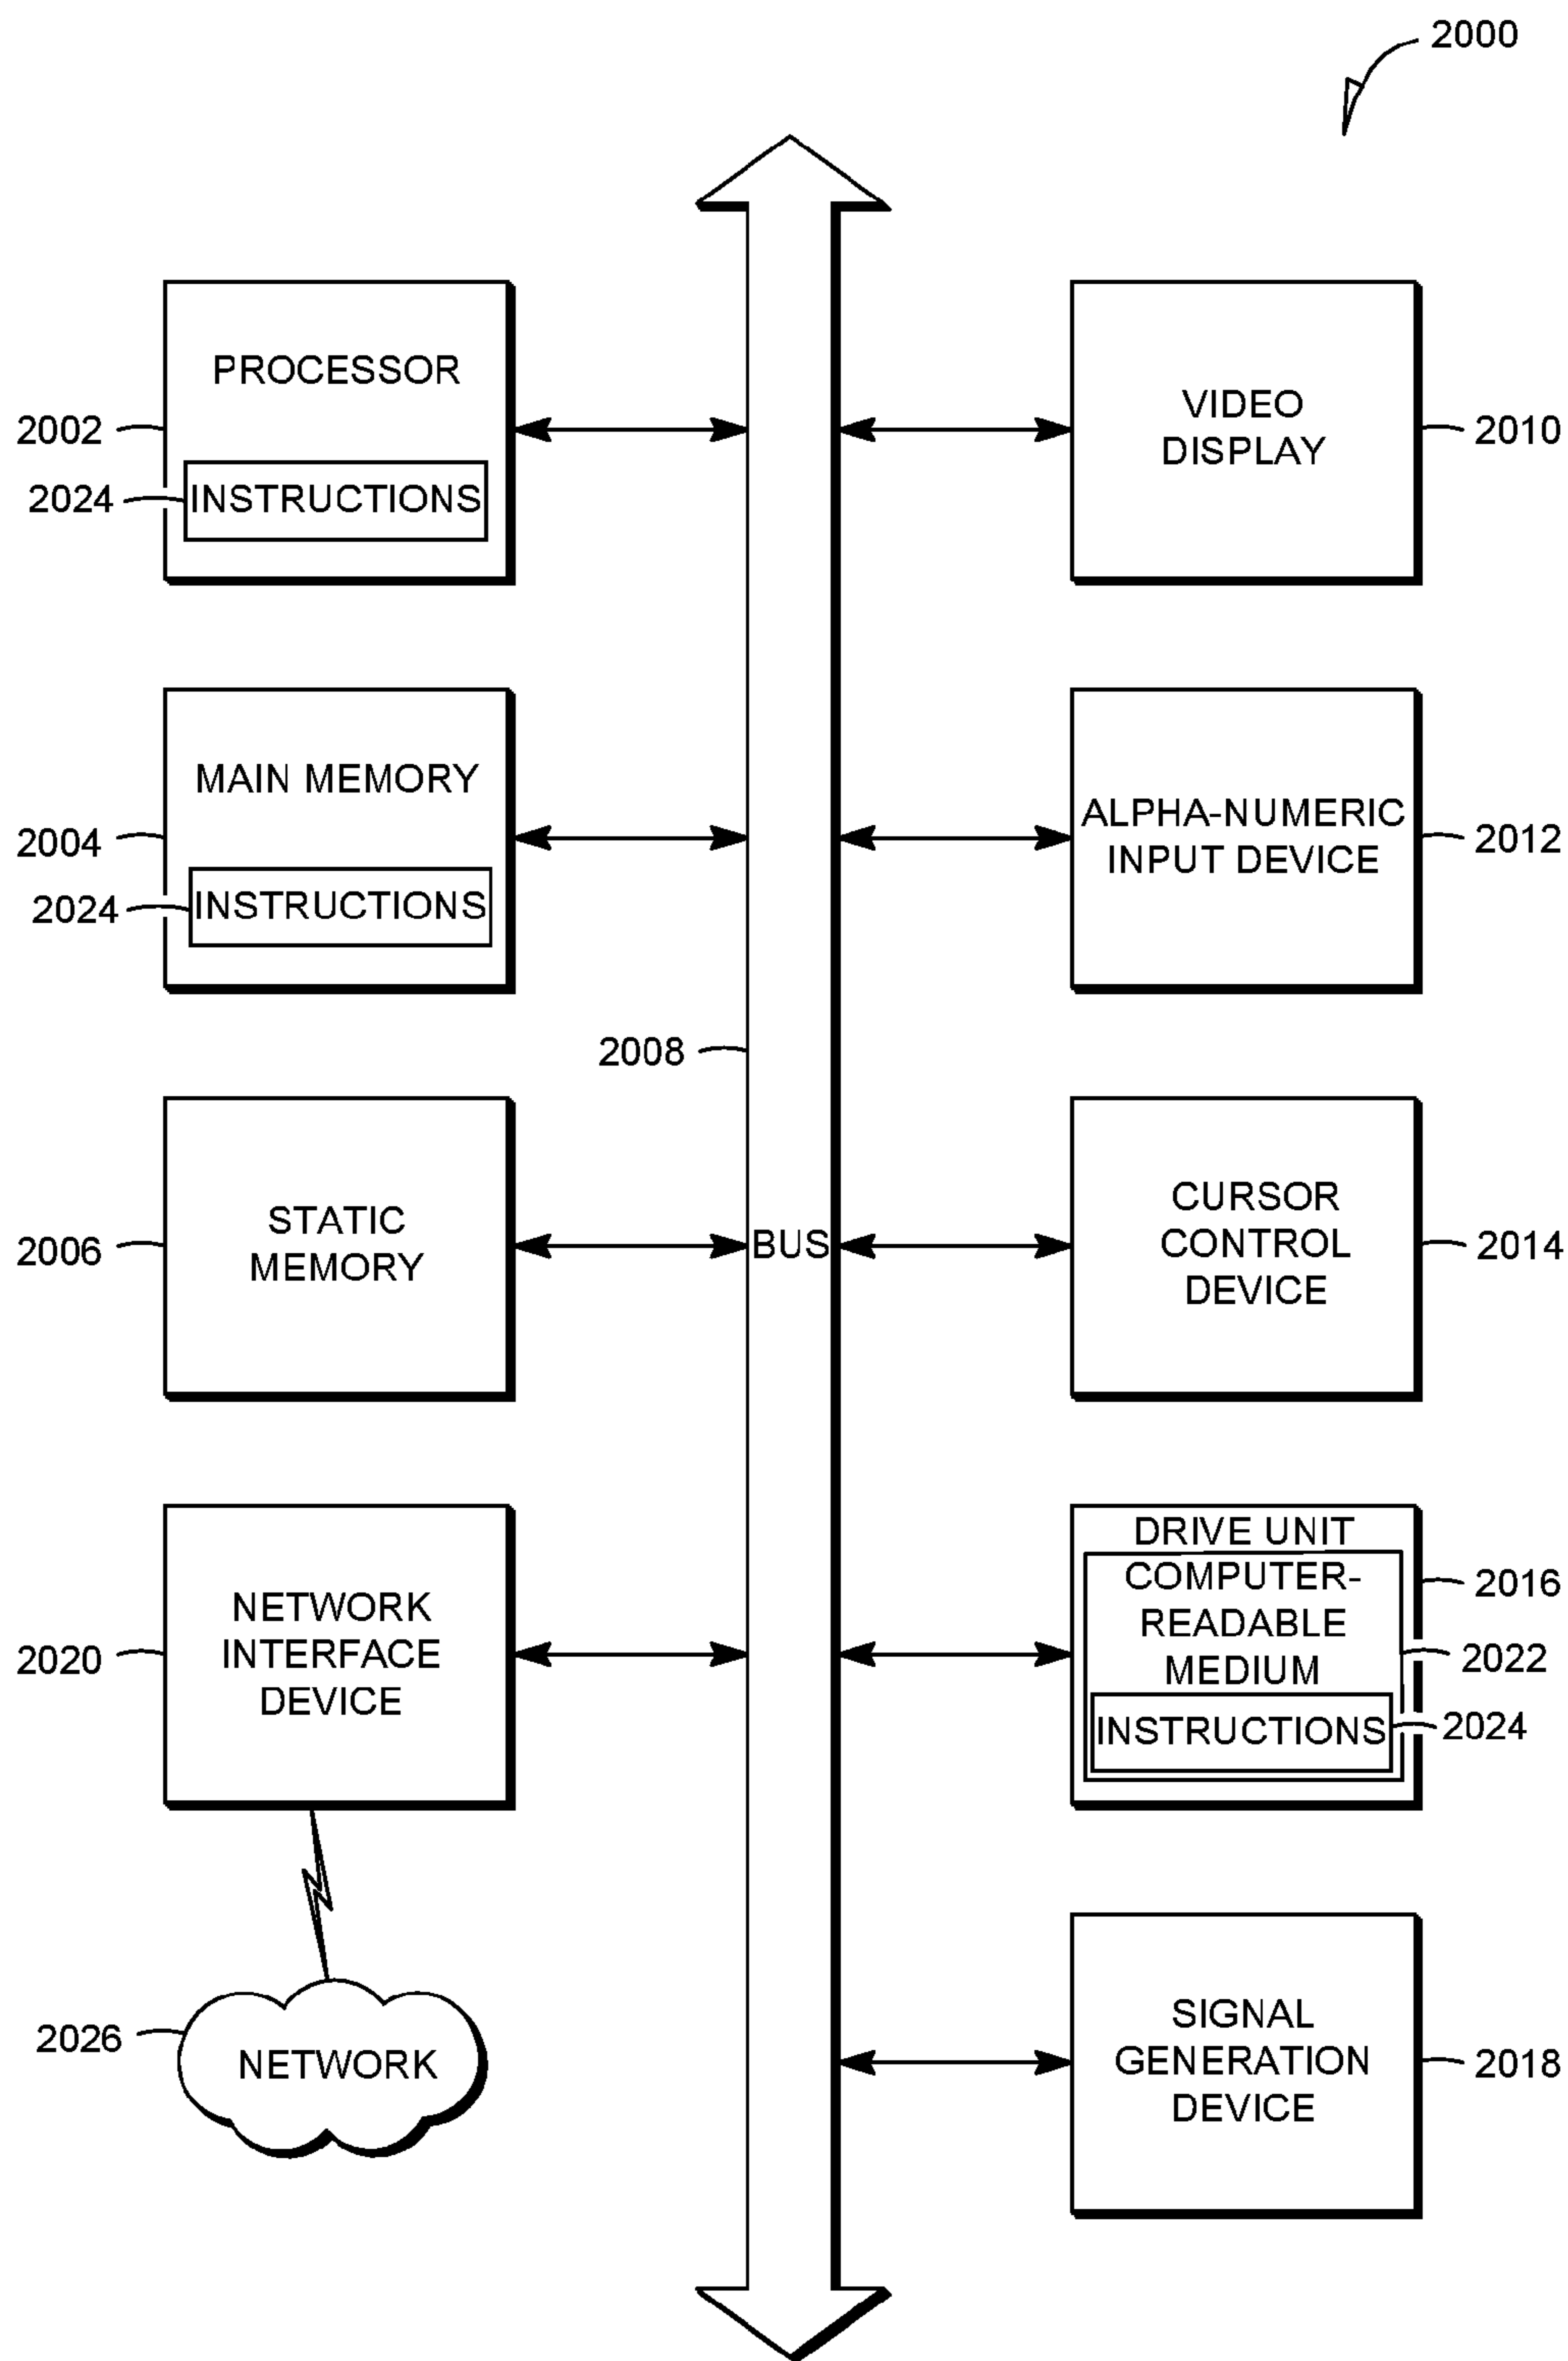 2000
PROCESSOR
2002
2024
INSTRUCTIONS
MAIN MEMORY
2004
2024
INSTRUCTIONS
2008
STATIC
MEMORY
2006
NETWORK
INTERFACE
DEVICE
2020
2026
NETWORK
BUS
VIDEO
DISPLAY
2010
ALPHA-NUMERIC
INPUT DEVICE
2012
CURSOR
CONTROL
DEVICE
2014
DRIVE UNIT
COMPUTER-
READABLE
MEDIUM
2016
2022
INSTRUCTIONS
2024
SIGNAL
GENERATION
DEVICE
2018